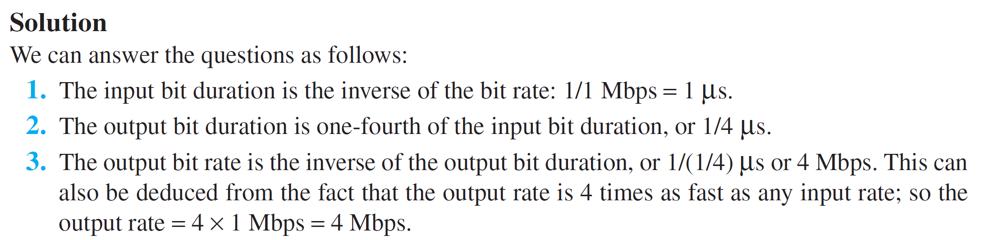 Solution
We can answer the questions as follows:
1. The input bit duration is the inverse of the bit rate: 1/1 Mbps = 1 μs.
2. The output bit duration is one-fourth of the input bit duration, or 1/4 μs.
3. The output bit rate is the inverse of the output bit duration, or 1/(1/4) μs or 4 Mbps. This can
also be deduced from the fact that the output rate is 4 times as fast as any input rate; so the
output rate = 4 × 1 Mbps = 4 Mbps.